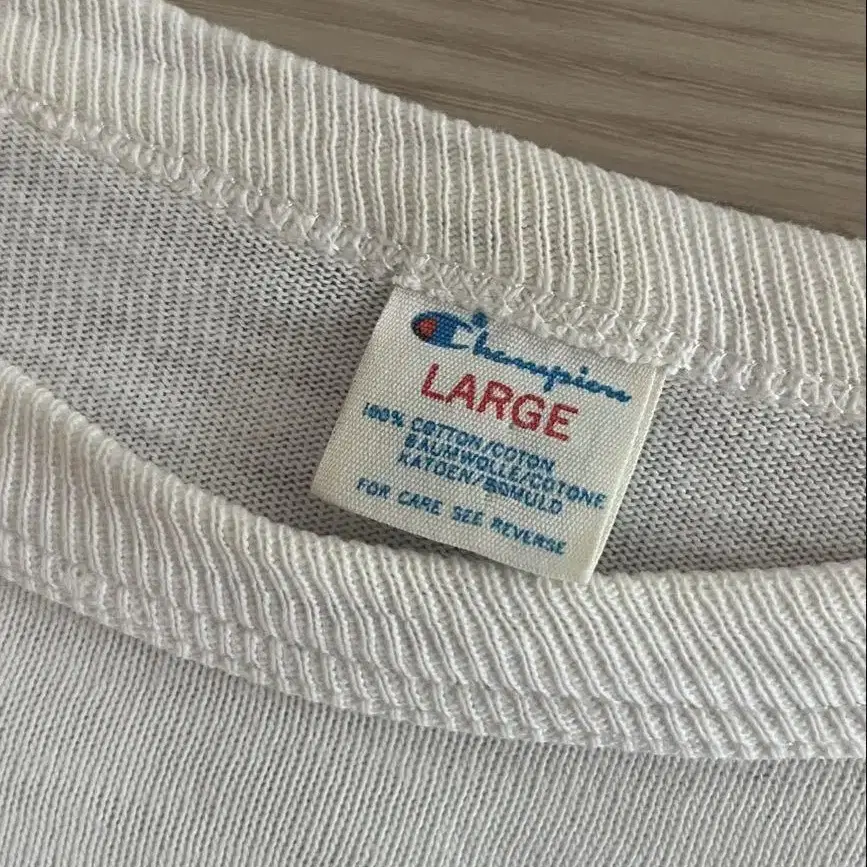 Champion
LARGE
100% COTTON/COTON
BAUMWOLLE/COTONE
KATOEN/BOMULD
FOR CARE SEE REVERSE